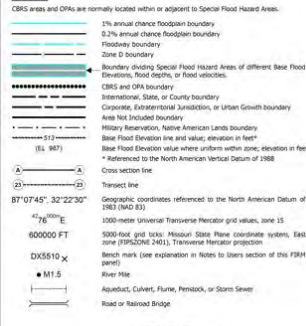 CBRS areas and OPAs are normally located within or adjacent to Special Flood Hazard Areas.
1% annual chance floodplain boundary
0.2% annual chance floodplain boundary
Floodway boundary
Zone D boundary
Boundary dividing Special Flood Hazard Areas of different Base Flood
Elevations, flood depths, or flood velocities.
CBRS and OPA boundary
International, State, or County boundary
Corporate, Extraterritorial Jurisdiction, or Urban Growth boundary
Area Not Included boundary
Military Reservation, Native American Lands boundary
513 Base Flood Elevation line and value; elevation in feet*
(EL 987) Base Flood Elevation value where uniform within zone; elevation in feet
* Referenced to the North American Vertical Datum of 1988
A A Cross section line
23 23 Transect line
87°07'45", 32°22'30" Geographic coordinates referenced to the North American Datum of
1983 (NAD 83)
4276000mE 1000-meter Universal Transverse Mercator grid values, zone 15
600000 FT 5000-foot grid ticks: Missouri State Plane coordinate system, East
zone (FIPSZONE 2401), Transverse Mercator projection
DX5510 x Bench mark (see explanation in Notes to Users section of this FIRM
panel)
M1.5 River Mile
Aqueduct, Culvert, Flume, Penstock, or Storm Sewer
Road or Railroad Bridge